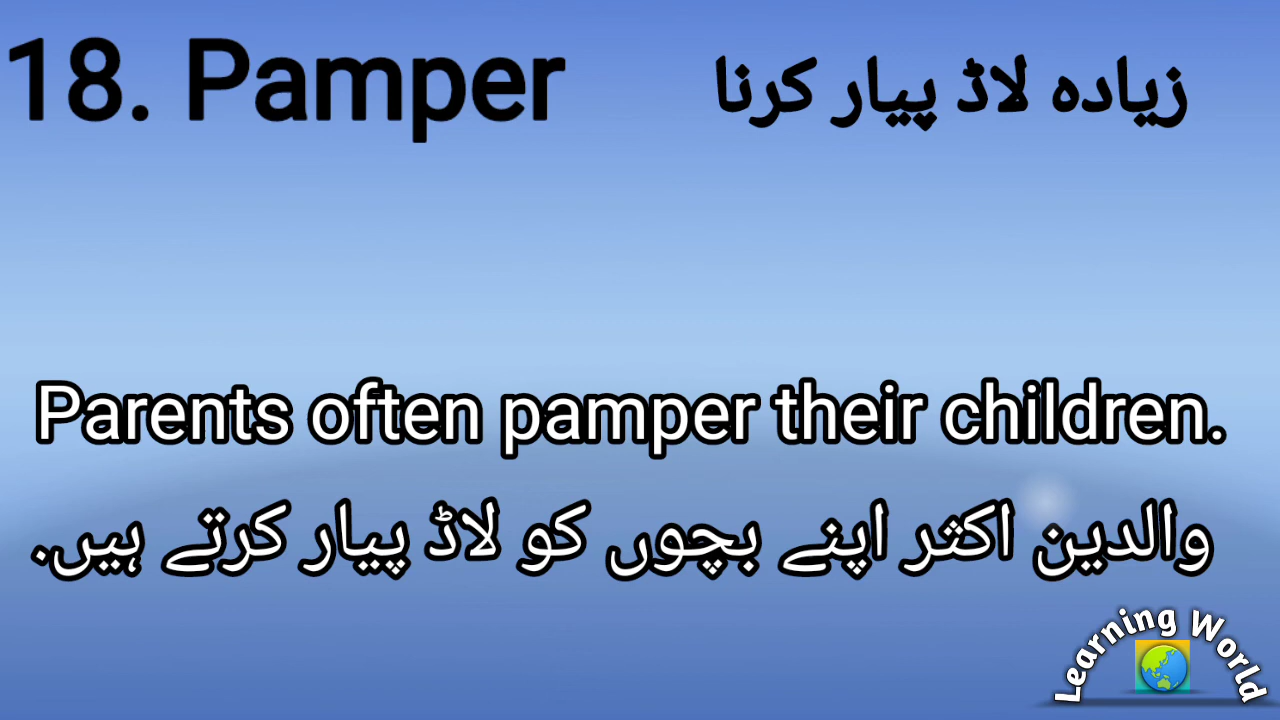 18. Pamper زیادہ لاڈ پیار کرنا
Parents often pamper their children.
والدین اکثر اپنے بچوں کو لاڈ پیار کرتے ہیں.
Learning World